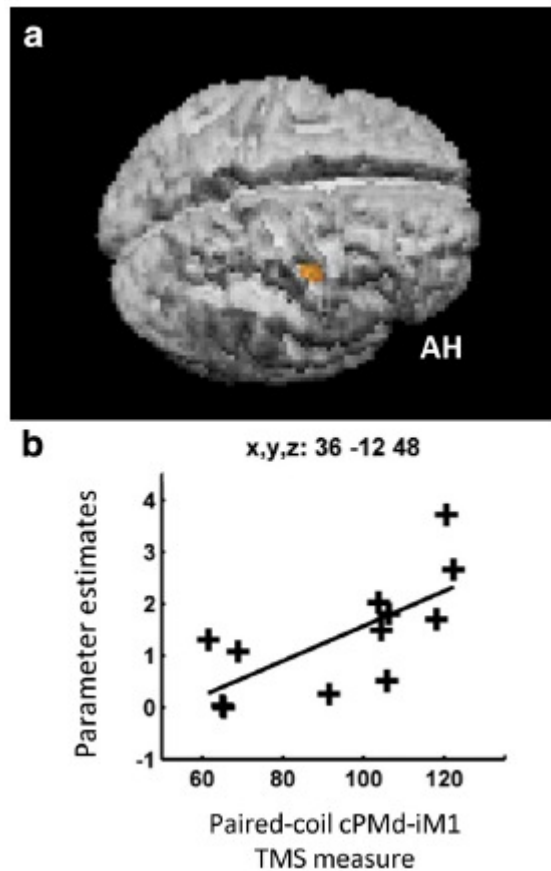 a
AH
b
x,y,z: 36 -12 48
Parameter estimates
4
3
2
1
0
-1
60 80 100 120
Paired-coil cPMd-iM1
TMS measure